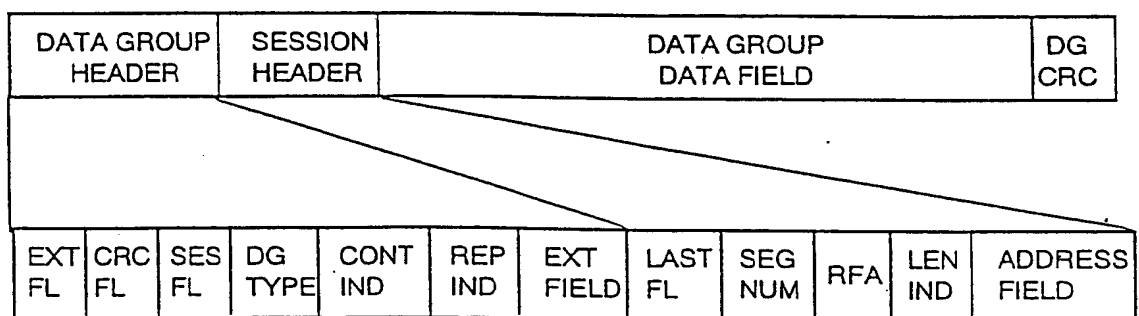 DATA GROUP HEADER SESSION HEADER DATA GROUP DATA FIELD DG CRC
EXT FL CRC FL SES FL DG TYPE CONT IND REP IND EXT FIELD LAST FL SEG NUM RFA LEN IND ADDRESS FIELD